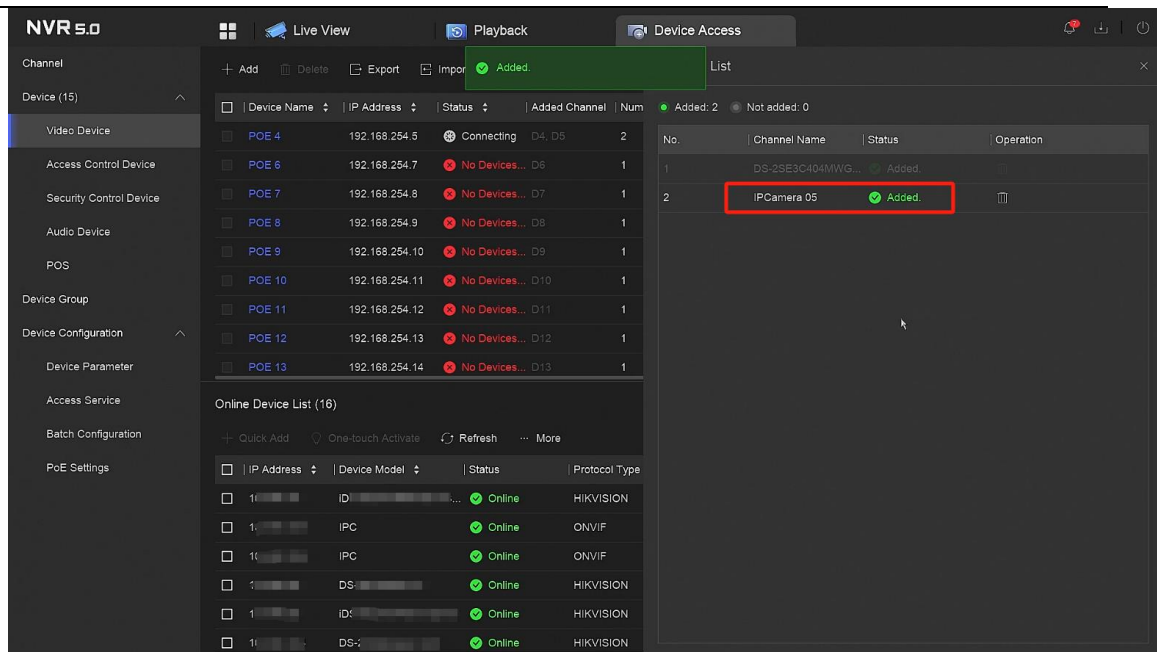 NVR 5.0
Live View
Playback
Device Access
Channel
Device (15)
Video Device
Access Control Device
Security Control Device
Audio Device
POS
Device Group
Device Configuration
Device Parameter
Access Service
Batch Configuration
PoE Settings
+ Add Delete Export Impor
Added.
Device Name IP Address Status Added Channel Num
POE 4 192.168.254.5 Connecting D4, D5 2
POE 6 192.168.254.7 No Devices... D6 1
POE 7 192.168.254.8 No Devices... D7 1
POE 8 192.168.254.9 No Devices... D8 1
POE 9 192.168.254.10 No Devices... D9 1
POE 10 192.168.254.11 No Devices... D10 1
POE 11 192.168.254.12 No Devices... D11 1
POE 12 192.168.254.13 No Devices... D12 1
POE 13 192.168.254.14 No Devices... D13 1
Online Device List (16)
+ Quick Add One-touch Activate Refresh ... More
IP Address Device Model Status Protocol Type
Online HIKVISION
IPC Online ONVIF
IPC Online ONVIF
DS- Online HIKVISION
Online HIKVISION
Online HIKVISION
List
Added: 2 Not added: 0
No. Channel Name Status Operation
1 DS-2SE3C404MWG... Added.
2 IPCamera 05 Added.